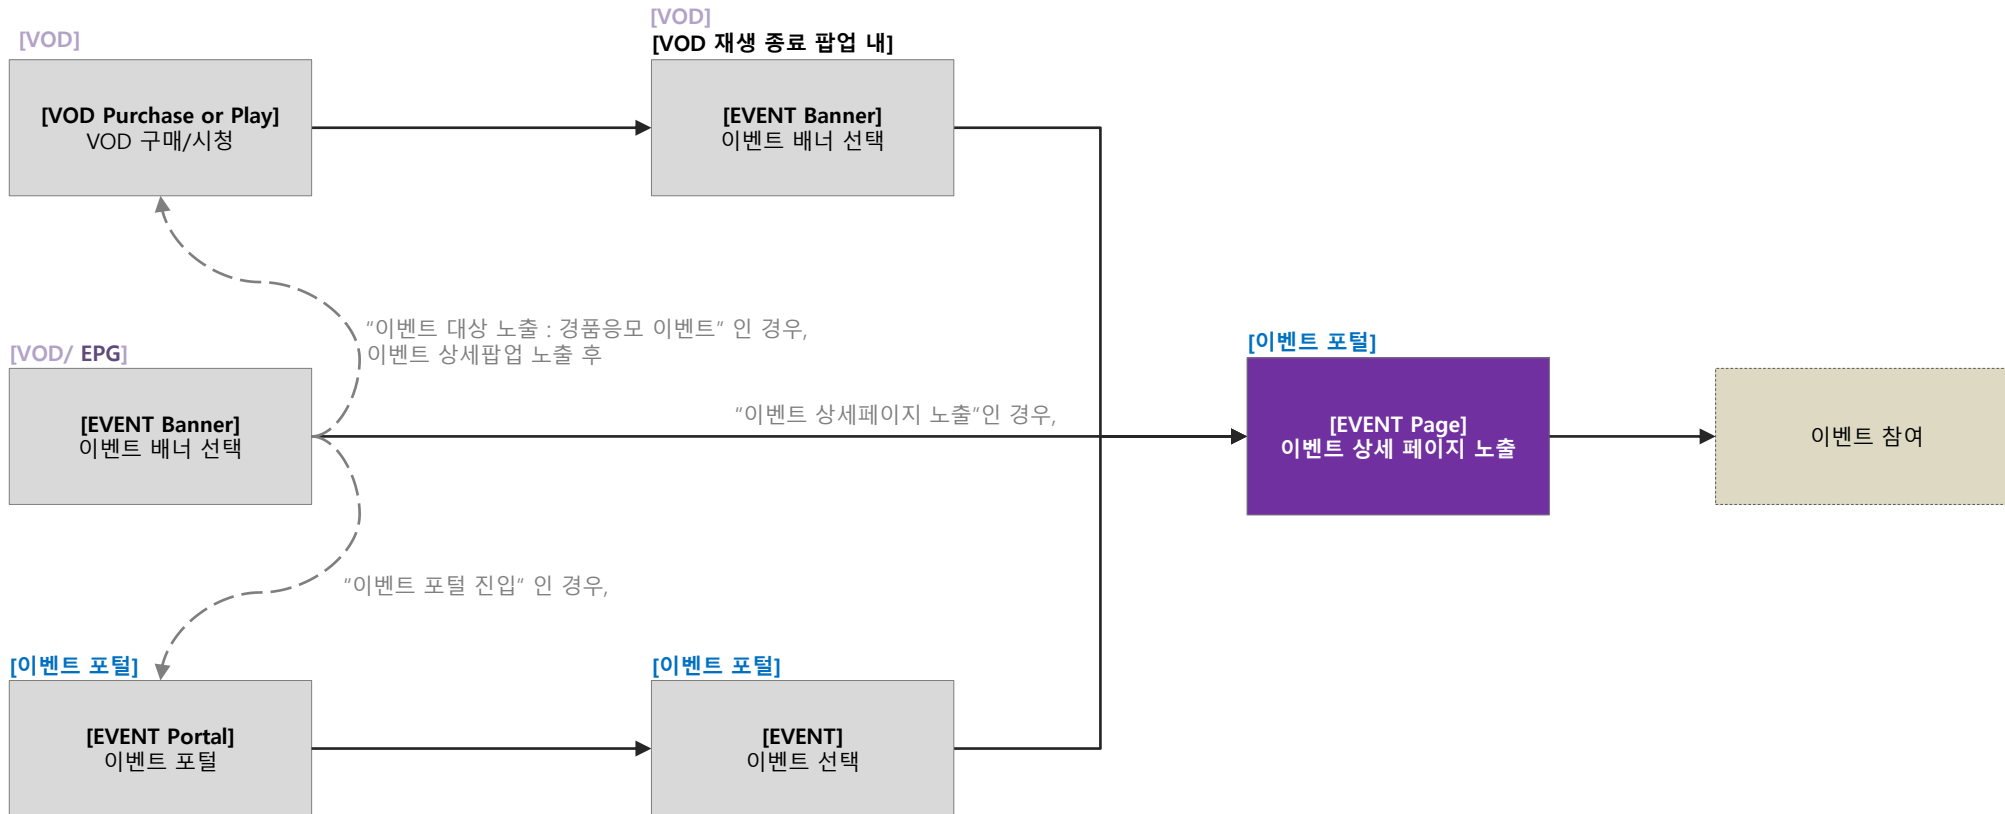 [VOD]
[VOD Purchase or Play]
VOD 구매/시청
[VOD]
[VOD 재생 종료 팝업 내]
[EVENT Banner]
이벤트 배너 선택
“이벤트 대상 노출 : 경품응모 이벤트” 인 경우,
이벤트 상세팝업 노출 후
[VOD/ EPG]
[EVENT Banner]
이벤트 배너 선택
“이벤트 상세페이지 노출”인 경우,
[이벤트 포털]
[EVENT Page]
이벤트 상세 페이지 노출
이벤트 참여
“이벤트 포털 진입” 인 경우,
[이벤트 포털]
[EVENT Portal]
이벤트 포털
[이벤트 포털]
[EVENT]
이벤트 선택